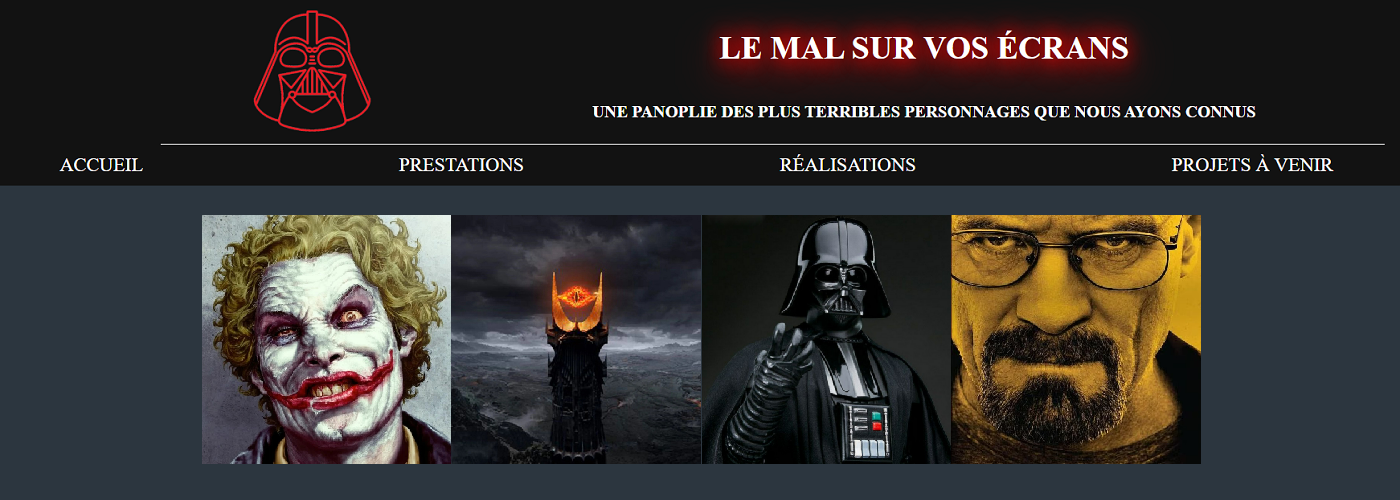 LE MAL SUR VOS ÉCRANS
UNE PANOPLIE DES PLUS TERRIBLES PERSONNAGES QUE NOUS AYONS CONNUS
ACCUEIL PRESTATIONS RÉALISATIONS PROJETS À VENIR